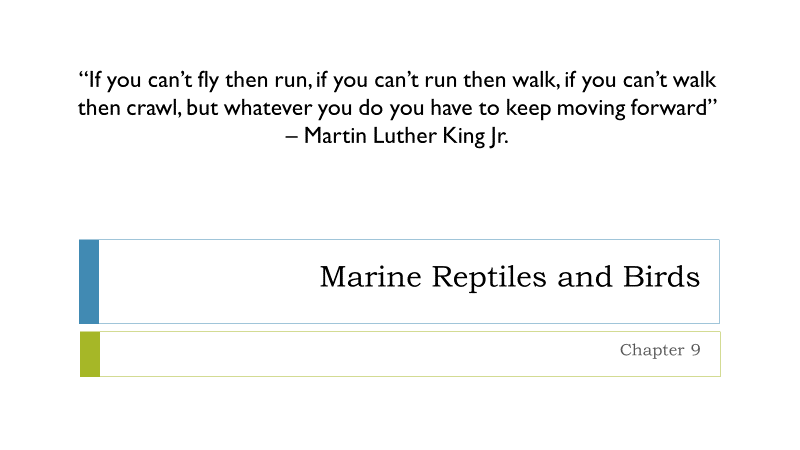 “If you can’t fly then run, if you can’t run then walk, if you can’t walk
then crawl, but whatever you do you have to keep moving forward”
– Martin Luther King Jr.
Marine Reptiles and Birds
Chapter 9